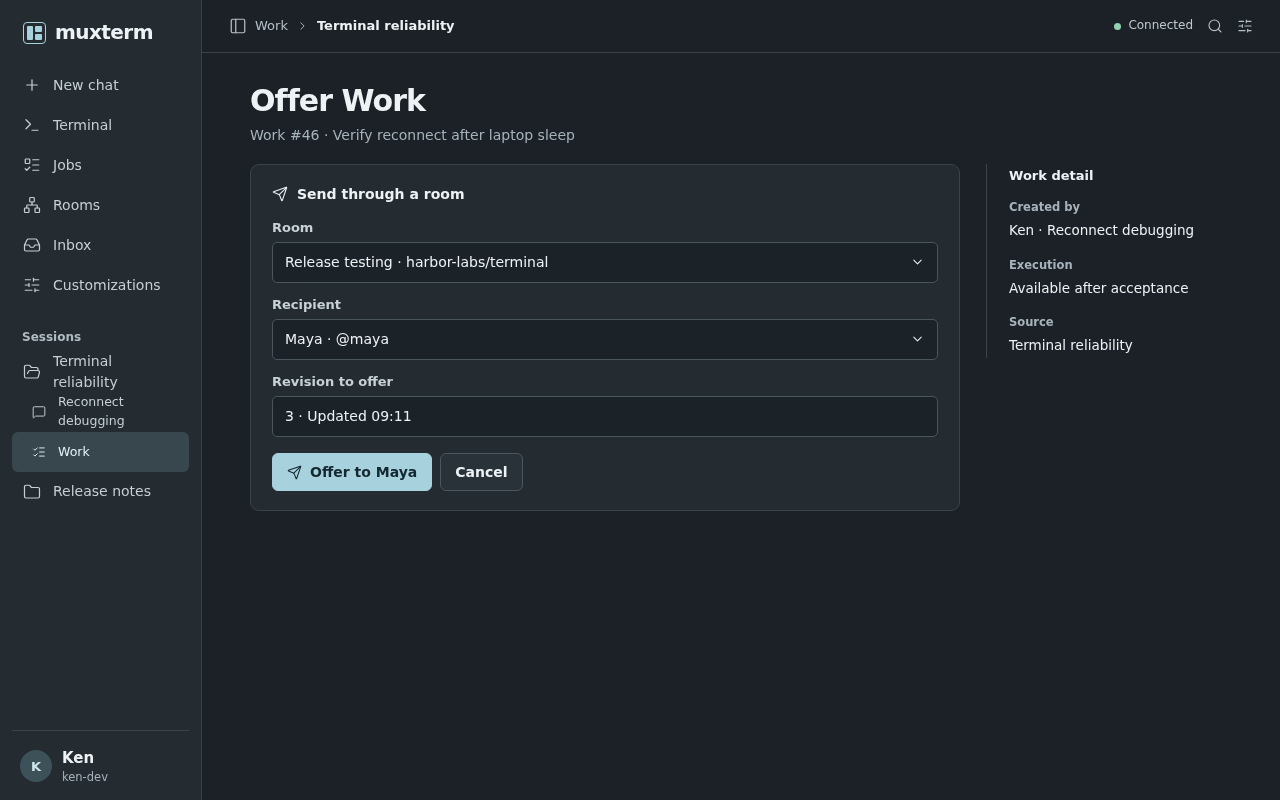 muxterm
New chat
Terminal
Jobs
Rooms
Inbox
Customizations
Sessions
Terminal
reliability
Reconnect
debugging
Work
Release notes
K
Ken
ken-dev
Work
Terminal reliability
Connected
Offer Work
Work #46 · Verify reconnect after laptop sleep
Send through a room
Room
Release testing · harbor-labs/terminal
Recipient
Maya · @maya
Revision to offer
3 · Updated 09:11
Offer to Maya
Cancel
Work detail
Created by
Ken · Reconnect debugging
Execution
Available after acceptance
Source
Terminal reliability